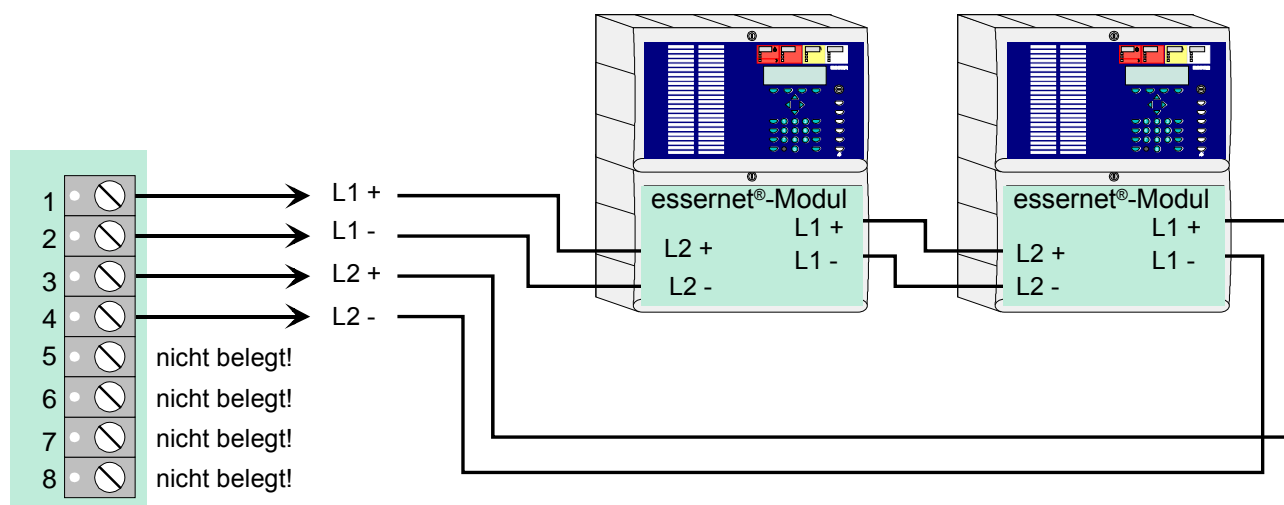 1 L1 +
2 L1 -
3 L2 +
4 L2 -
5 nicht belegt!
6 nicht belegt!
7 nicht belegt!
8 nicht belegt!
essernet®-Modul
L1 +
L2 +
L1 -
L2 -
essernet®-Modul
L1 +
L2 +
L1 -
L2 -